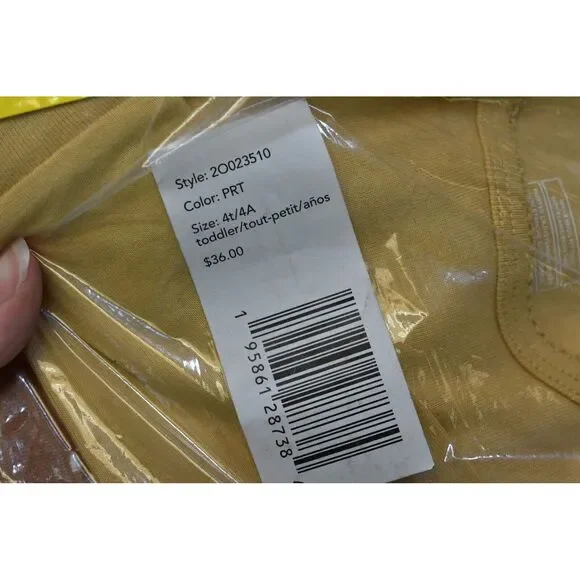 Style: 2O023510
Color: PRT
Size: 4t/4A
toddler/tout-petit/años
$36.00
1 95861 28738